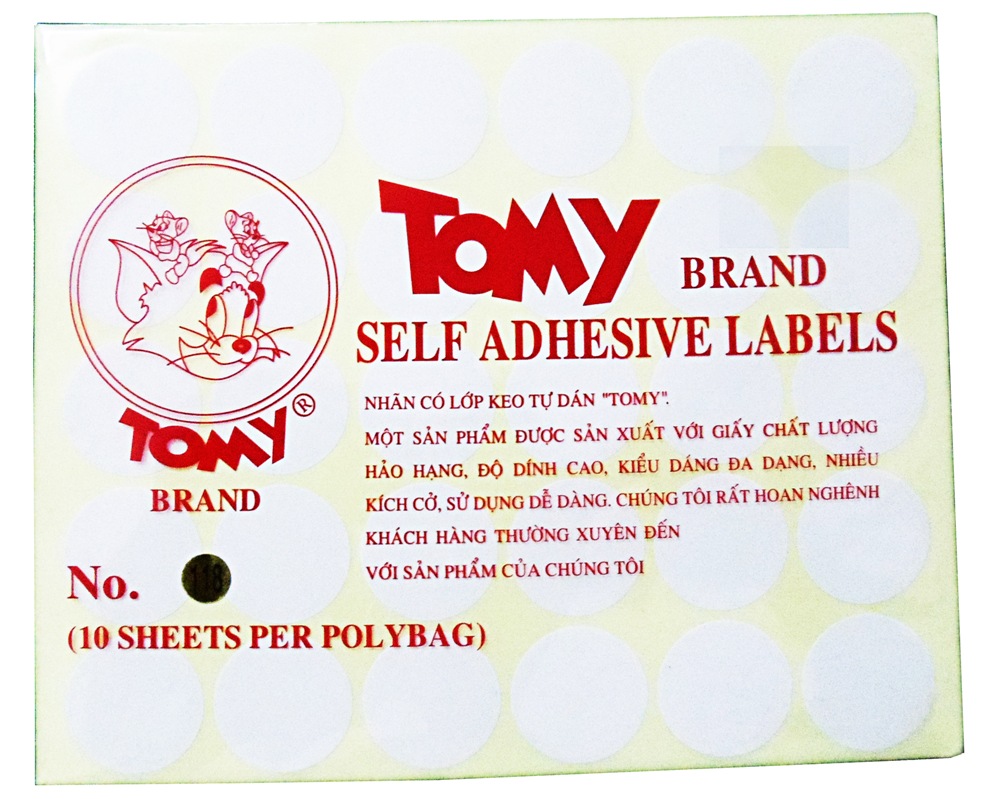 TOMY BRAND
SELF ADHESIVE LABELS
NHÃN CÓ LỚP KEO TỰ DÁN "TOMY".
MỘT SẢN PHẨM ĐƯỢC SẢN XUẤT VỚI GIẤY CHẤT LƯỢNG
HẢO HẠNG, ĐỘ DÍNH CAO, KIỂU DÁNG ĐA DẠNG, NHIỀU
KÍCH CỞ, SỬ DỤNG DỄ DÀNG. CHÚNG TÔI RẤT HOAN NGHÊNH
KHÁCH HÀNG THƯỜNG XUYÊN ĐẾN
VỚI SẢN PHẨM CỦA CHÚNG TÔI
TOMY ®
BRAND
No. 118
(10 SHEETS PER POLYBAG)